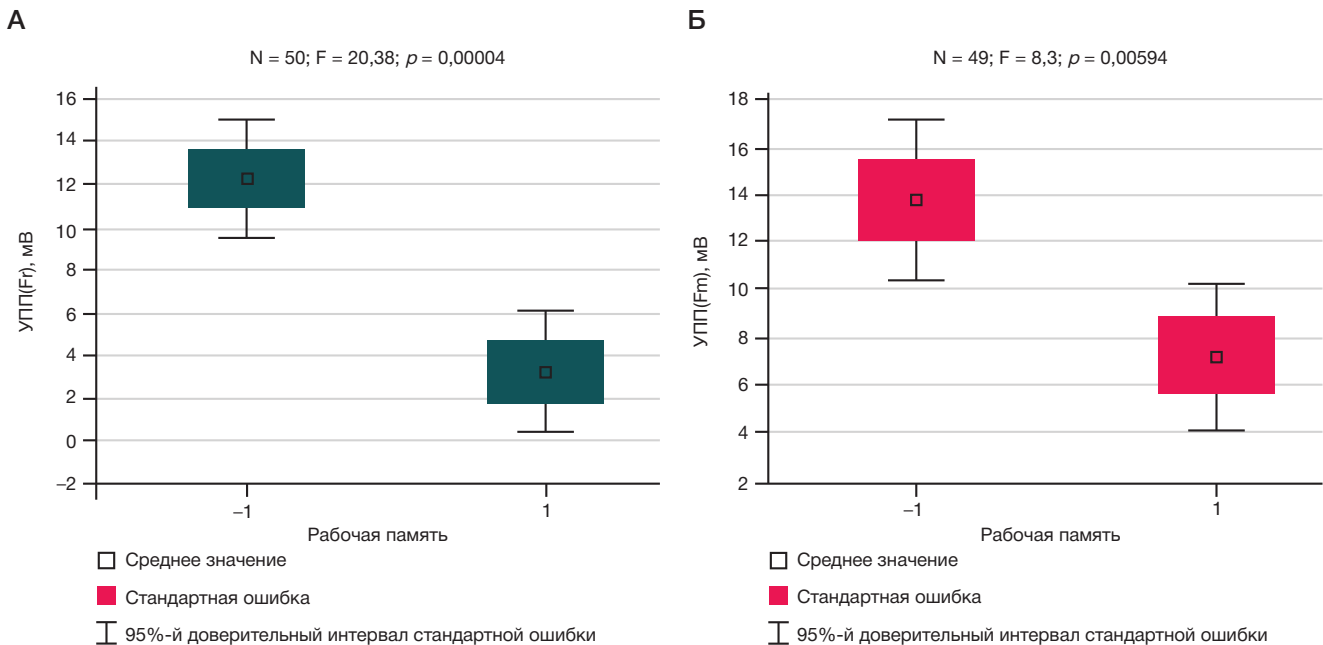 А
N = 50; F = 20,38; p = 0,00004
УПП(Fr), мВ
16
14
12
10
8
6
4
2
0
–2
–1
1
Рабочая память
Среднее значение
Стандартная ошибка
95%-й доверительный интервал стандартной ошибки
Б
N = 49; F = 8,3; p = 0,00594
УПП(Fm), мВ
18
16
14
12
10
8
6
4
2
–1
1
Рабочая память
Среднее значение
Стандартная ошибка
95%-й доверительный интервал стандартной ошибки